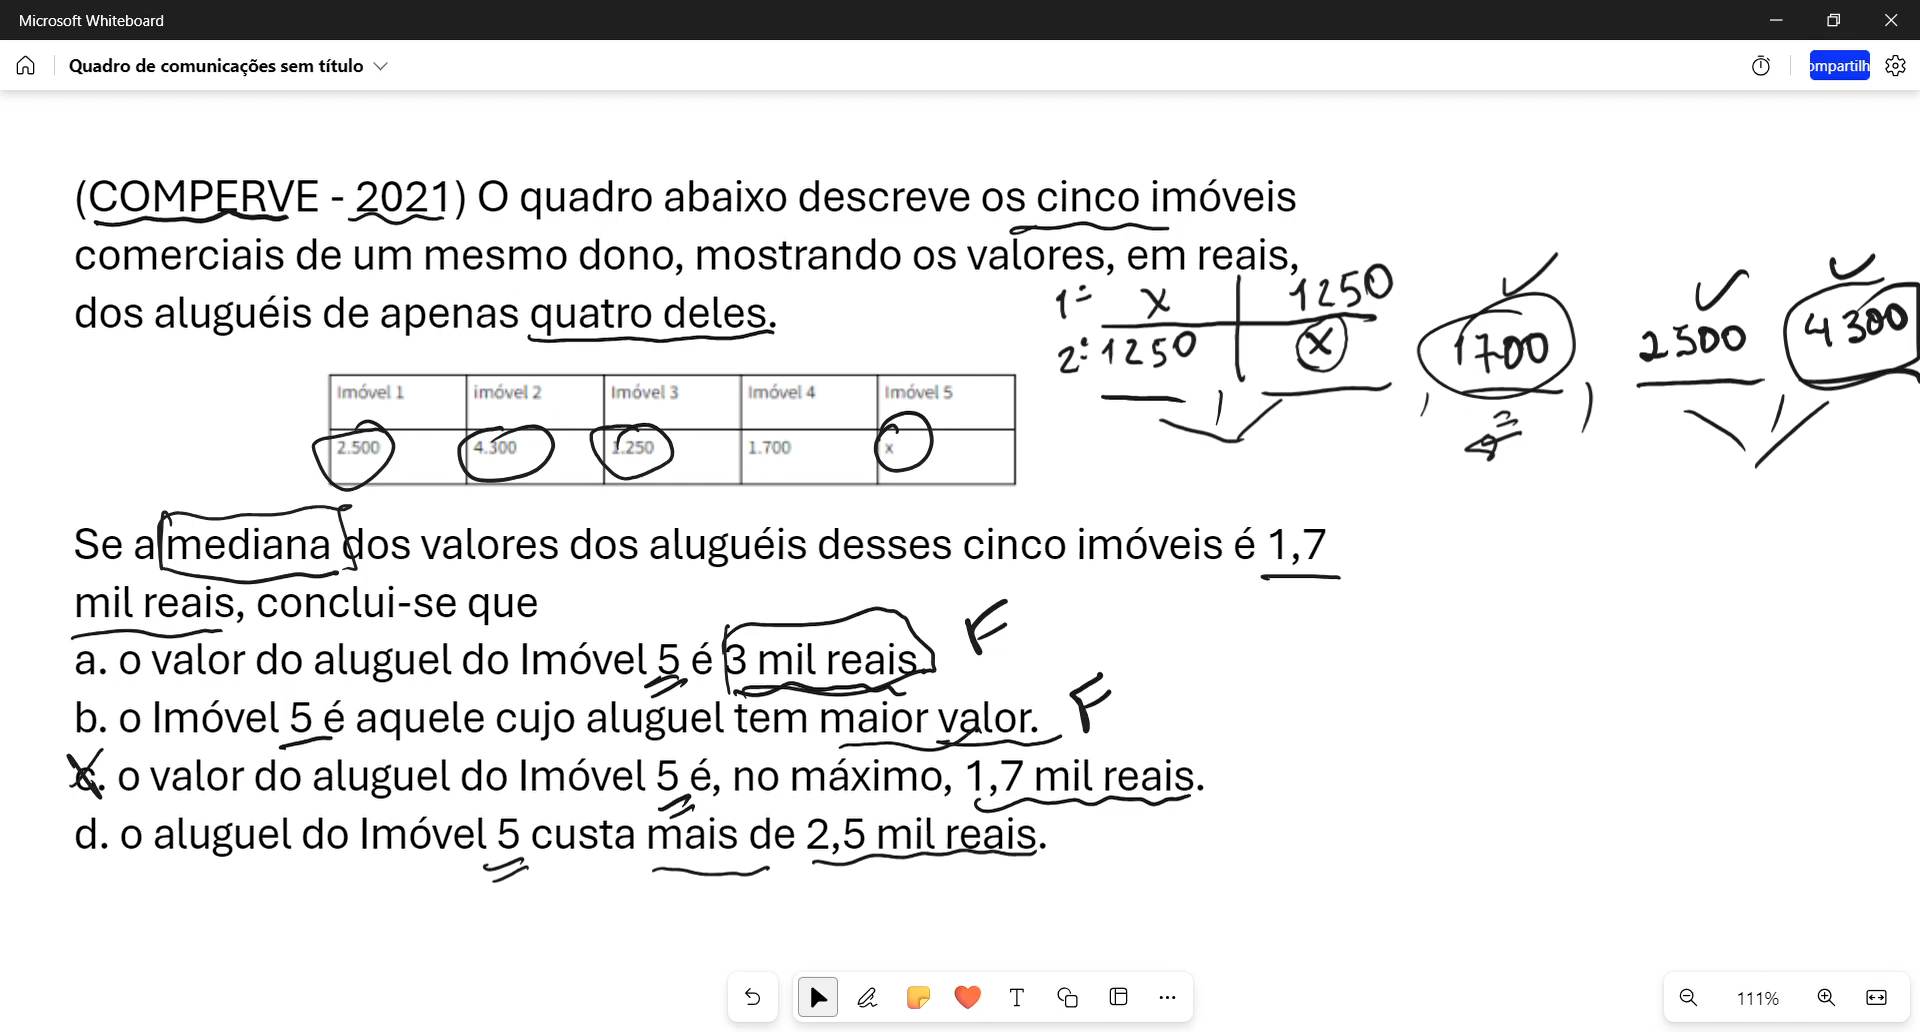 Microsoft Whiteboard
Quadro de comunicações sem título
ompartilh
(COMPERVE - 2021) O quadro abaixo descreve os cinco imóveis
comerciais de um mesmo dono, mostrando os valores, em reais,
dos aluguéis de apenas quatro deles.
1º x 1250
2º 1250 x , 1700 , 2500 , 4300
Imóvel 1 imóvel 2 Imóvel 3 Imóvel 4 Imóvel 5
2.500 4.300 1.250 1.700 x
Se a mediana dos valores dos aluguéis desses cinco imóveis é 1,7
mil reais, conclui-se que
a. o valor do aluguel do Imóvel 5 é 3 mil reais. F
b. o Imóvel 5 é aquele cujo aluguel tem maior valor. F
c. o valor do aluguel do Imóvel 5 é, no máximo, 1,7 mil reais.
d. o aluguel do Imóvel 5 custa mais de 2,5 mil reais.
111%